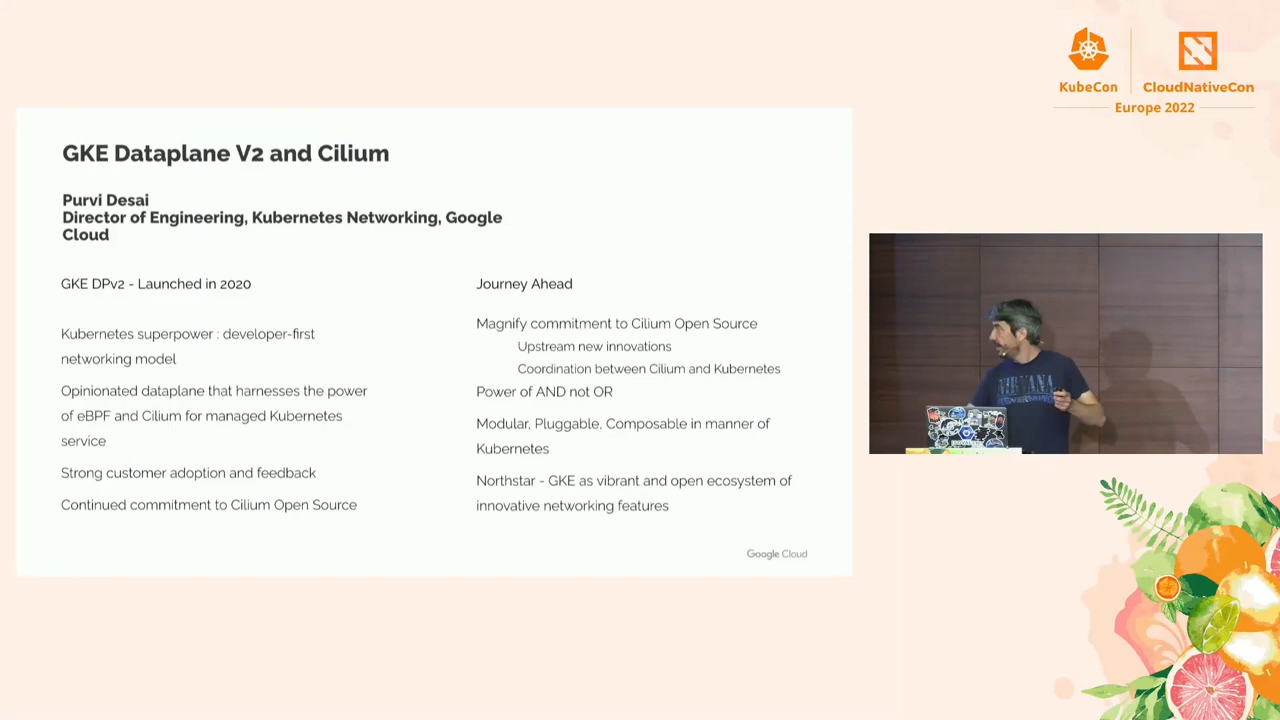 KubeCon
CloudNativeCon
Europe 2022
GKE Dataplane V2 and Cilium
Purvi Desai
Director of Engineering, Kubernetes Networking, Google
Cloud
GKE DPv2 - Launched in 2020
Kubernetes superpower : developer-first
networking model
Opinionated dataplane that harnesses the power
of eBPF and Cilium for managed Kubernetes
service
Strong customer adoption and feedback
Continued commitment to Cilium Open Source
Journey Ahead
Magnify commitment to Cilium Open Source
Upstream new innovations
Coordination between Cilium and Kubernetes
Power of AND not OR
Modular, Pluggable, Composable in manner of
Kubernetes
Northstar - GKE as vibrant and open ecosystem of
innovative networking features
Google Cloud
NIRVANA